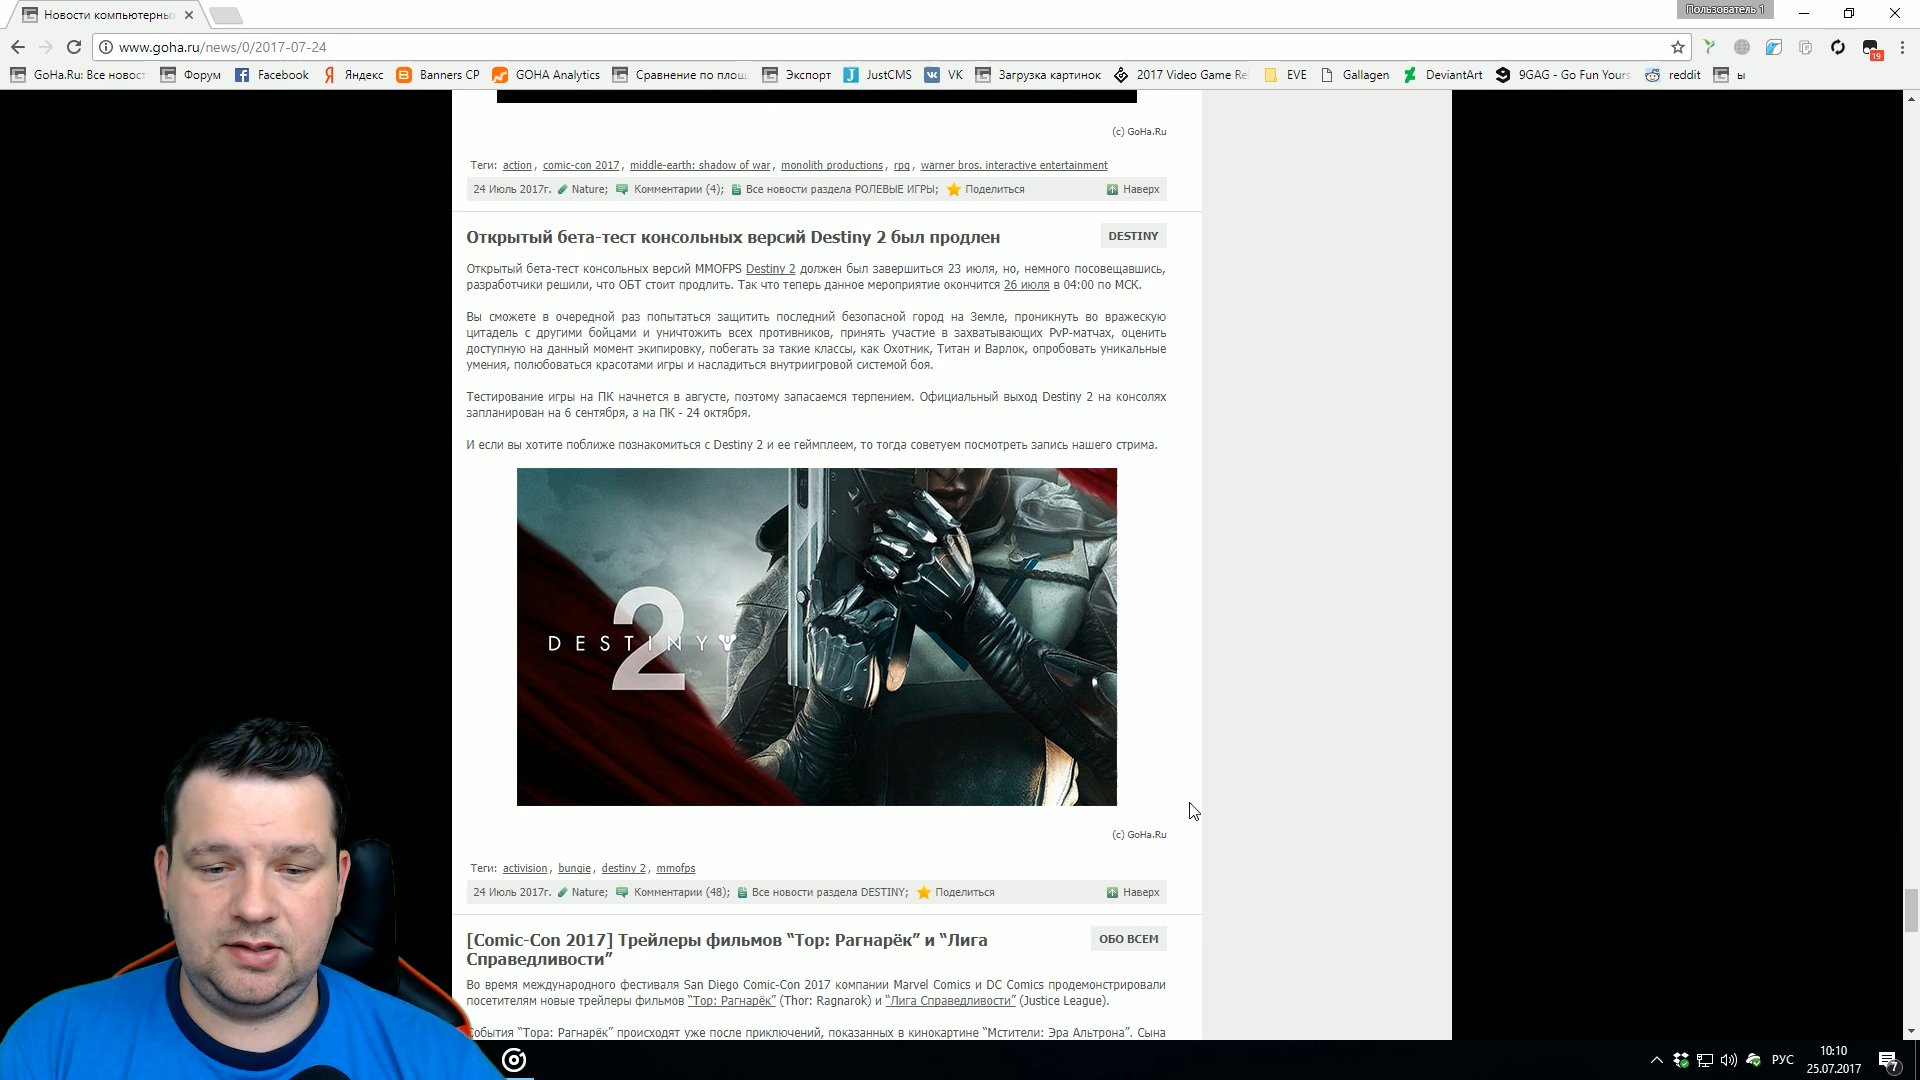 Новости компьютерны
Пользователь 1
www.goha.ru/news/0/2017-07-24
19
GoHa.Ru: Все новост
Форум
Facebook
Яндекс
Banners CP
GOHA Analytics
Сравнение по площ
Экспорт
JustCMS
VK
Загрузка картинок
2017 Video Game Re
EVE
Gallagen
DeviantArt
9GAG - Go Fun Yours
reddit
ы
(c) GoHa.Ru
Теги: action, comic-con 2017, middle-earth: shadow of war, monolith productions, rpg, warner bros. interactive entertainment
24 Июль 2017г. Nature; Комментарии (4); Все новости раздела РОЛЕВЫЕ ИГРЫ; Поделиться Наверх
Открытый бета-тест консольных версий Destiny 2 был продлен
DESTINY
Открытый бета-тест консольных версий MMOFPS Destiny 2 должен был завершиться 23 июля, но, немного посовещавшись,
разработчики решили, что ОБТ стоит продлить. Так что теперь данное мероприятие окончится 26 июля в 04:00 по МСК.
Вы сможете в очередной раз попытаться защитить последний безопасной город на Земле, проникнуть во вражескую
цитадель с другими бойцами и уничтожить всех противников, принять участие в захватывающих PvP-матчах, оценить
доступную на данный момент экипировку, побегать за такие классы, как Охотник, Титан и Варлок, опробовать уникальные
умения, полюбоваться красотами игры и насладиться внутриигровой системой боя.
Тестирование игры на ПК начнется в августе, поэтому запасаемся терпением. Официальный выход Destiny 2 на консолях
запланирован на 6 сентября, а на ПК - 24 октября.
И если вы хотите поближе познакомиться с Destiny 2 и ее геймплеем, то тогда советуем посмотреть запись нашего стрима.
DESTINY 2
(c) GoHa.Ru
Теги: activision, bungie, destiny 2, mmofps
24 Июль 2017г. Nature; Комментарии (48); Все новости раздела DESTINY; Поделиться Наверх
[Comic-Con 2017] Трейлеры фильмов “Тор: Рагнарёк” и “Лига
Справедливости”
ОБО ВСЕМ
Во время международного фестиваля San Diego Comic-Con 2017 компании Marvel Comics и DC Comics продемонстрировали
посетителям новые трейлеры фильмов “Тор: Рагнарёк” (Thor: Ragnarok) и “Лига Справедливости” (Justice League).
События “Тора: Рагнарёк” происходят уже после приключений, показанных в кинокартине “Мстители: Эра Альтрона”. Сына
РУС
10:10
25.07.2017
7